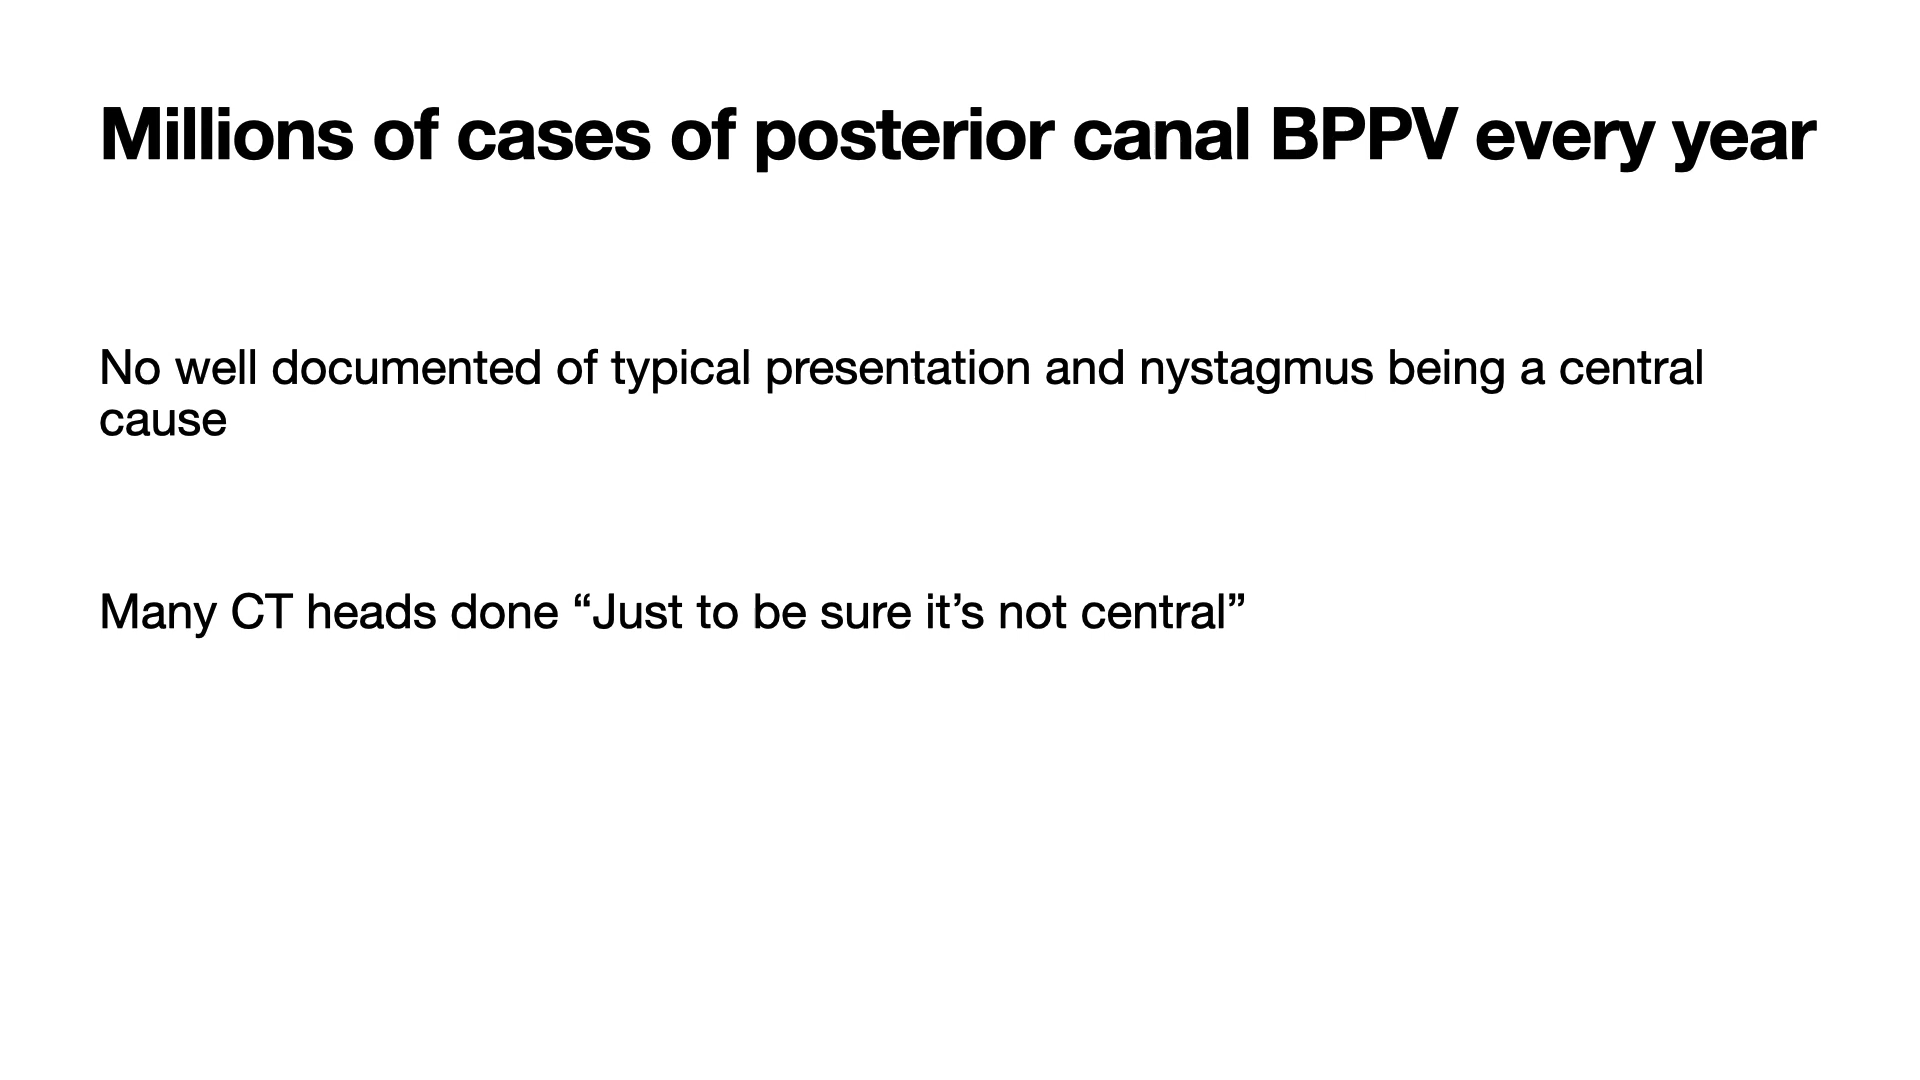 Millions of cases of posterior canal BPPV every year
No well documented of typical presentation and nystagmus being a central
cause
Many CT heads done “Just to be sure it’s not central”